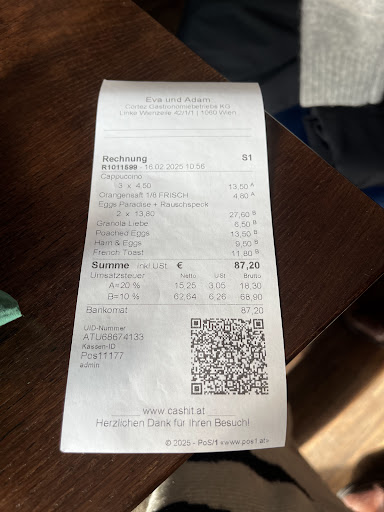 Eva und Adam
Cortez Gastronomiebetriebs KG
Linke Wienzeile 42/1/1 | 1060 Wien
Rechnung S1
R1011599 - 16.02.2025 10:56
Cappuccino
3 x 4,50 13,50 A
Orangensaft 1/8 FRISCH 4,80 A
Eggs Paradise + Rauschspeck
2 x 13,80 27,60 B
Granola Liebe 6,50 B
Poached Eggs 13,50 B
Ham & Eggs 9,50 B
French Toast 11,80 B
Summe inkl USt. € 87,20
Umsatzsteuer Netto USt Brutto
A=20 % 15,25 3,05 18,30
B=10 % 62,64 6,26 68,90
Bankomat 87,20
UID-Nummer
ATU68674133
Kassen-ID
Pos11177
admin
www.cashit.at
Herzlichen Dank für Ihren Besuch!
© 2025 - PoS/1 «www.pos1.at»